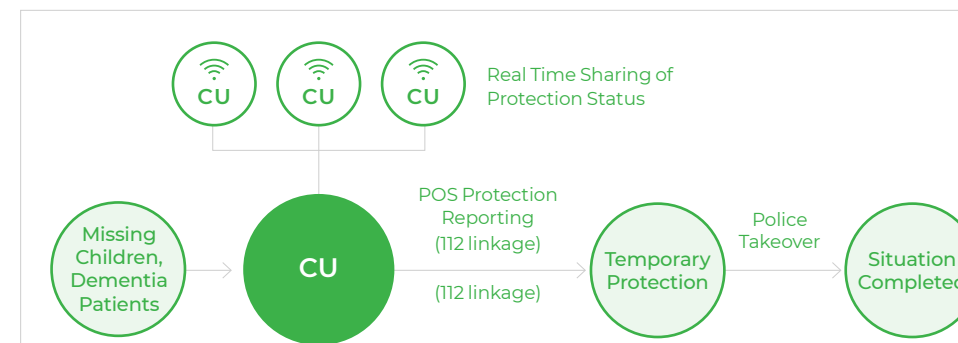 CU
CU
CU
Real Time Sharing of
Protection Status
Missing
Children,
Dementia
Patients
CU
POS Protection
Reporting
(112 linkage)
(112 linkage)
Temporary
Protection
Police
Takeover
Situation
Completed